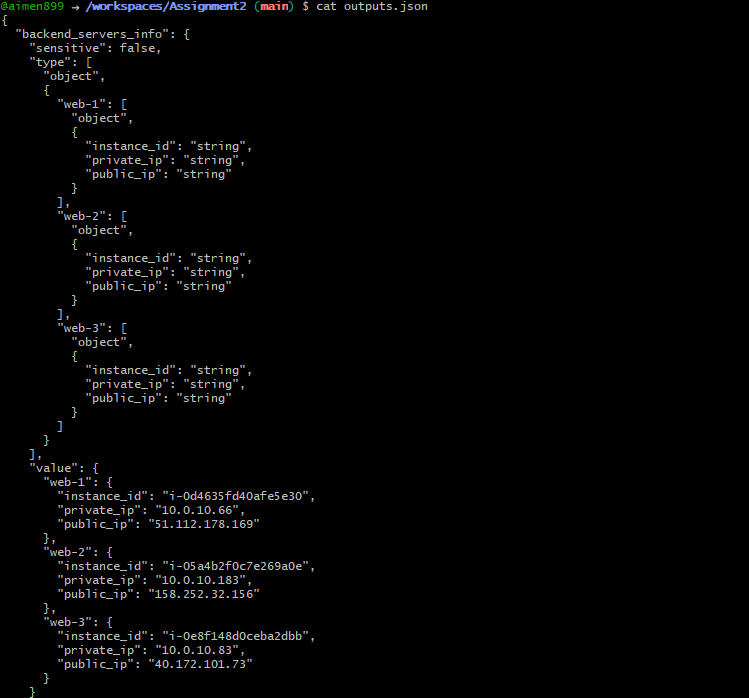 @aimen899 → /workspaces/Assignment2 (main) $ cat outputs.json
{
  "backend_servers_info": {
    "sensitive": false,
    "type": [
      "object",
      {
        "web-1": [
          "object",
          {
            "instance_id": "string",
            "private_ip": "string",
            "public_ip": "string"
          }
        ],
        "web-2": [
          "object",
          {
            "instance_id": "string",
            "private_ip": "string",
            "public_ip": "string"
          }
        ],
        "web-3": [
          "object",
          {
            "instance_id": "string",
            "private_ip": "string",
            "public_ip": "string"
          }
        ]
      }
    ],
    "value": {
      "web-1": {
        "instance_id": "i-0d4635fd40afe5e30",
        "private_ip": "10.0.10.66",
        "public_ip": "51.112.178.169"
      },
      "web-2": {
        "instance_id": "i-05a4b2f0c7e269a0e",
        "private_ip": "10.0.10.183",
        "public_ip": "158.252.32.156"
      },
      "web-3": {
        "instance_id": "i-0e8f148d0ceba2dbb",
        "private_ip": "10.0.10.83",
        "public_ip": "40.172.101.73"
      }
    }